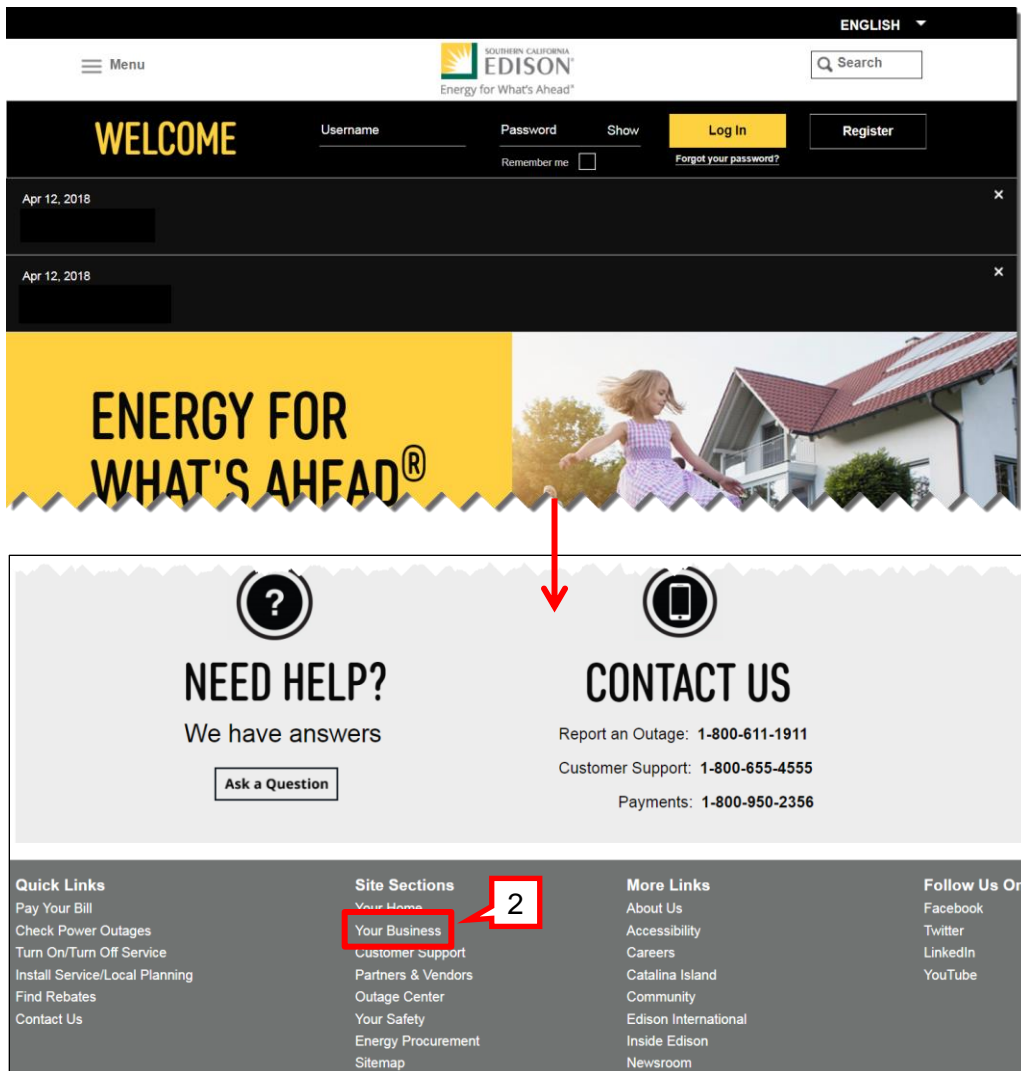 ENGLISH
Menu
SOUTHERN CALIFORNIA
EDISON®
Energy for What's Ahead®
Search
WELCOME
Username
Password
Show
Log In
Register
Remember me
Forgot your password?
Apr 12, 2018
×
Apr 12, 2018
×
ENERGY FOR
WHAT'S AHEAD®
?
NEED HELP?
We have answers
Ask a Question
CONTACT US
Report an Outage: 1-800-611-1911
Customer Support: 1-800-655-4555
Payments: 1-800-950-2356
Quick Links
Pay Your Bill
Check Power Outages
Turn On/Turn Off Service
Install Service/Local Planning
Find Rebates
Contact Us
Site Sections
Your Home
2
Your Business
Customer Support
Partners & Vendors
Outage Center
Your Safety
Energy Procurement
Sitemap
More Links
About Us
Accessibility
Careers
Catalina Island
Community
Edison International
Inside Edison
Newsroom
Follow Us On
Facebook
Twitter
LinkedIn
YouTube